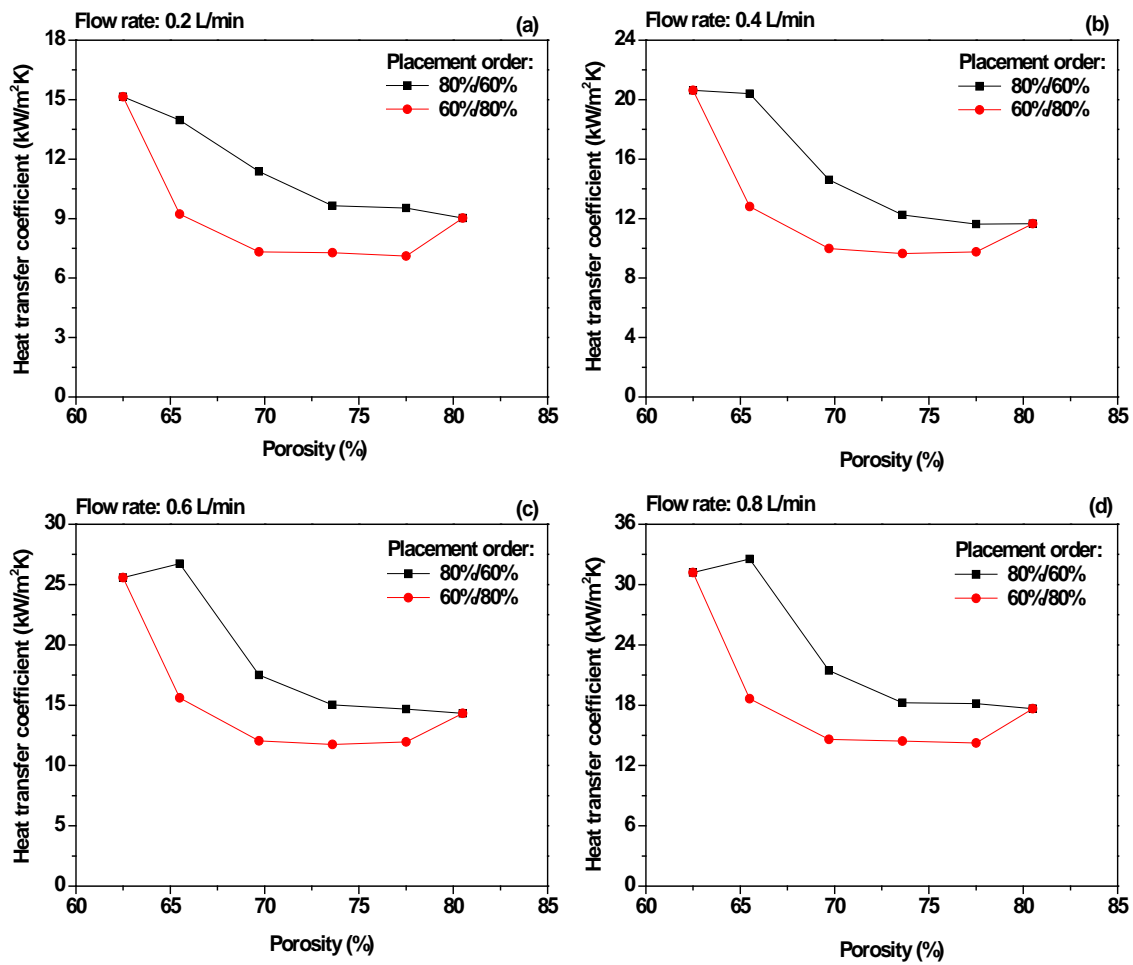 Flow rate: 0.2 L/min
(a)
Heat transfer coefficient (kW/m²K)
18
15
12
9
6
3
0
Placement order:
80%/60%
60%/80%
60 65 70 75 80 85
Porosity (%)
Flow rate: 0.4 L/min
(b)
Heat transfer coefficient (kW/m²K)
24
20
16
12
8
4
0
Placement order:
80%/60%
60%/80%
60 65 70 75 80 85
Porosity (%)
Flow rate: 0.6 L/min
(c)
Heat transfer coefficient (kW/m²K)
30
25
20
15
10
5
0
Placement order:
80%/60%
60%/80%
60 65 70 75 80 85
Porosity (%)
Flow rate: 0.8 L/min
(d)
Heat transfer coefficient (kW/m²K)
36
30
24
18
12
6
0
Placement order:
80%/60%
60%/80%
60 65 70 75 80 85
Porosity (%)